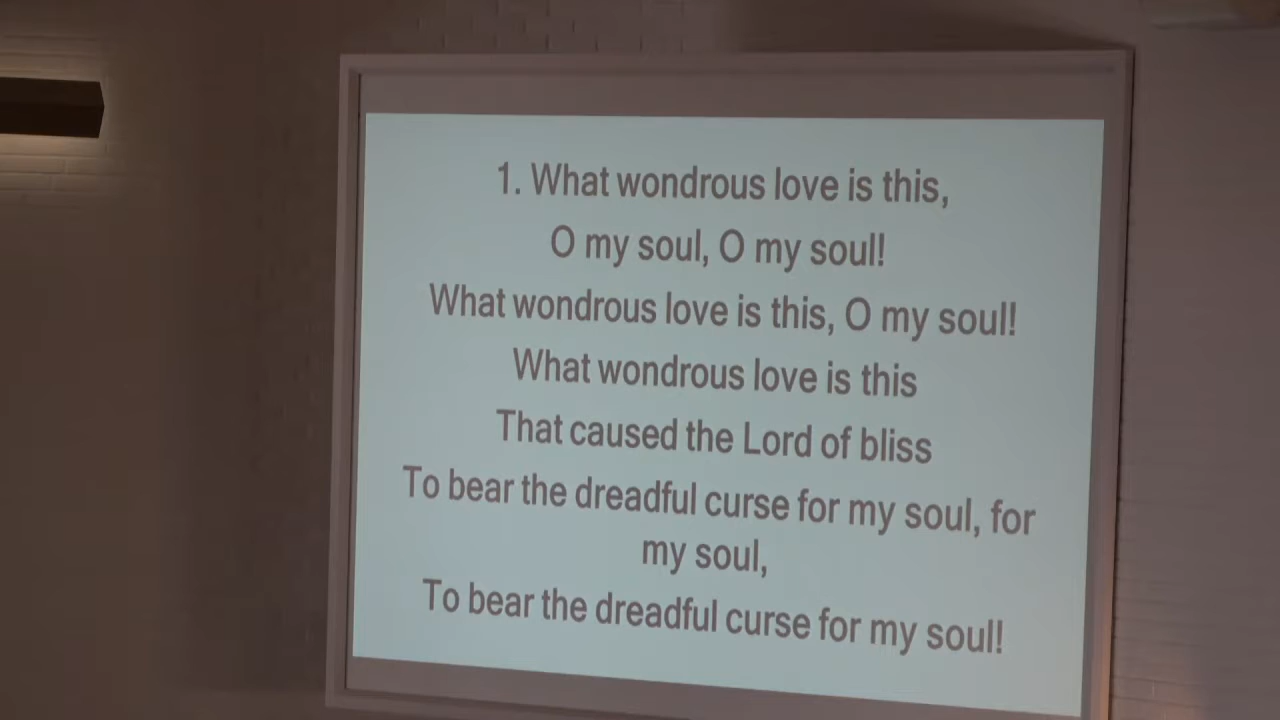 1. What wondrous love is this,
O my soul, O my soul!
What wondrous love is this, O my soul!
What wondrous love is this
That caused the Lord of bliss
To bear the dreadful curse for my soul, for
my soul,
To bear the dreadful curse for my soul!